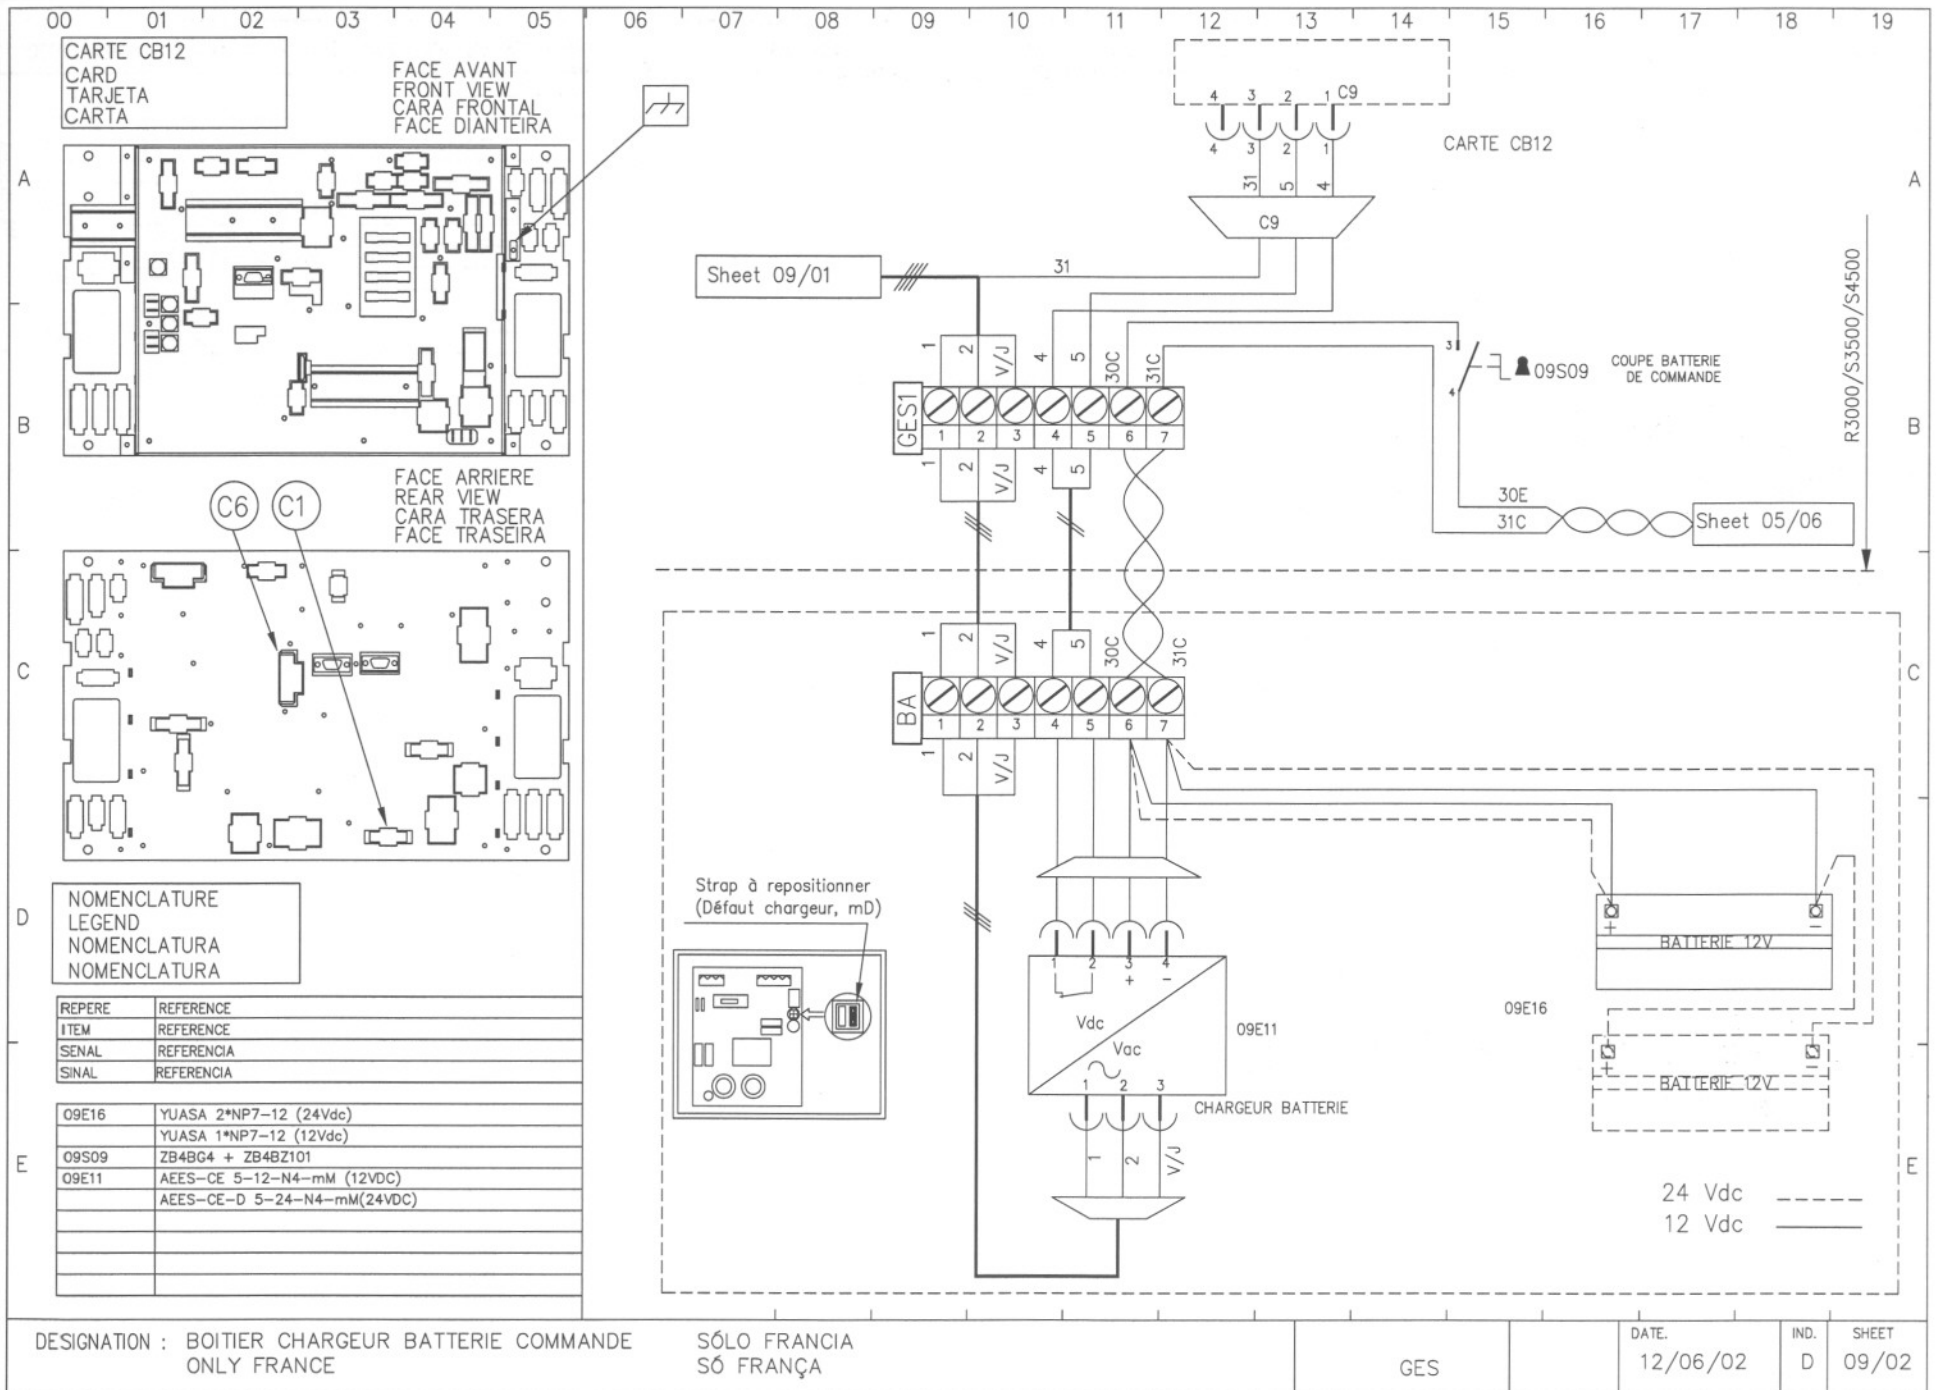 00 01 02 03 04 05 06 07 08 09 10 11 12 13 14 15 16 17 18 19
CARTE CB12
CARD
TARJETA
CARTA
FACE AVANT
FRONT VIEW
CARA FRONTAL
FACE DIANTEIRA
A
B
C
D
E
FACE ARRIERE
REAR VIEW
CARA TRASERA
FACE TRASEIRA
C6
C1
NOMENCLATURE
LEGEND
NOMENCLATURA
NOMENCLATURA
REPERE REFERENCE
ITEM REFERENCE
SENAL REFERENCIA
SINAL REFERENCIA
09E16 YUASA 2*NP7-12 (24Vdc)
YUASA 1*NP7-12 (12Vdc)
09S09 ZB4BG4 + ZB4BZ101
09E11 AEES-CE 5-12-N4-mM (12VDC)
AEES-CE-D 5-24-N4-mM(24VDC)
4 3 2 1 C9
4 3 2 1
CARTE CB12
31 5 4
C9
Sheet 09/01
31
1 2 V/J 4 5 30C 31C
GES1
1 2 3 4 5 6 7
1 2 V/J 4 5
3
4
09S09
COUPE BATTERIE
DE COMMANDE
R3000/S3500/S4500
30E
31C
Sheet 05/06
1 2 V/J 4 5 30C 31C
BA
1 2 3 4 5 6 7
1 2 V/J
Strap à repositionner
(Défaut chargeur, mD)
1 2 3 4
+ -
Vdc
Vac
09E11
1 2 3
CHARGEUR BATTERIE
1 2 V/J
+ -
BATTERIE 12V
09E16
+ -
BATTERIE 12V
24 Vdc
12 Vdc
A
B
C
E
DESIGNATION : BOITIER CHARGEUR BATTERIE COMMANDE
ONLY FRANCE
SÓLO FRANCIA
SÓ FRANÇA
GES
DATE.
12/06/02
IND.
D
SHEET
09/02